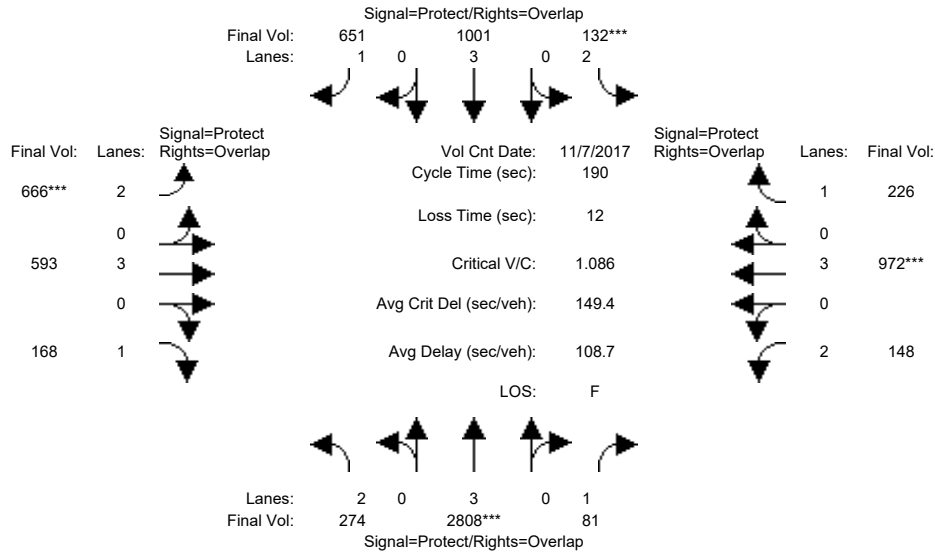 Signal=Protect/Rights=Overlap
Final Vol: 651 1001 132***
Lanes: 1 0 3 0 2
Signal=Protect Signal=Protect
Final Vol: Lanes: Rights=Overlap Vol Cnt Date: 11/7/2017 Rights=Overlap Lanes: Final Vol:
Cycle Time (sec): 190
666*** 2 1 226
Loss Time (sec): 12
0 0
593 3 Critical V/C: 1.086 3 972***
0 Avg Crit Del (sec/veh): 149.4 0
168 1 Avg Delay (sec/veh): 108.7 2 148
LOS: F
Lanes: 2 0 3 0 1
Final Vol: 274 2808*** 81
Signal=Protect/Rights=Overlap